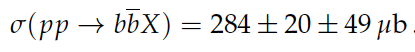 σ(pp → bb̅X) = 284 ± 20 ± 49 μb.